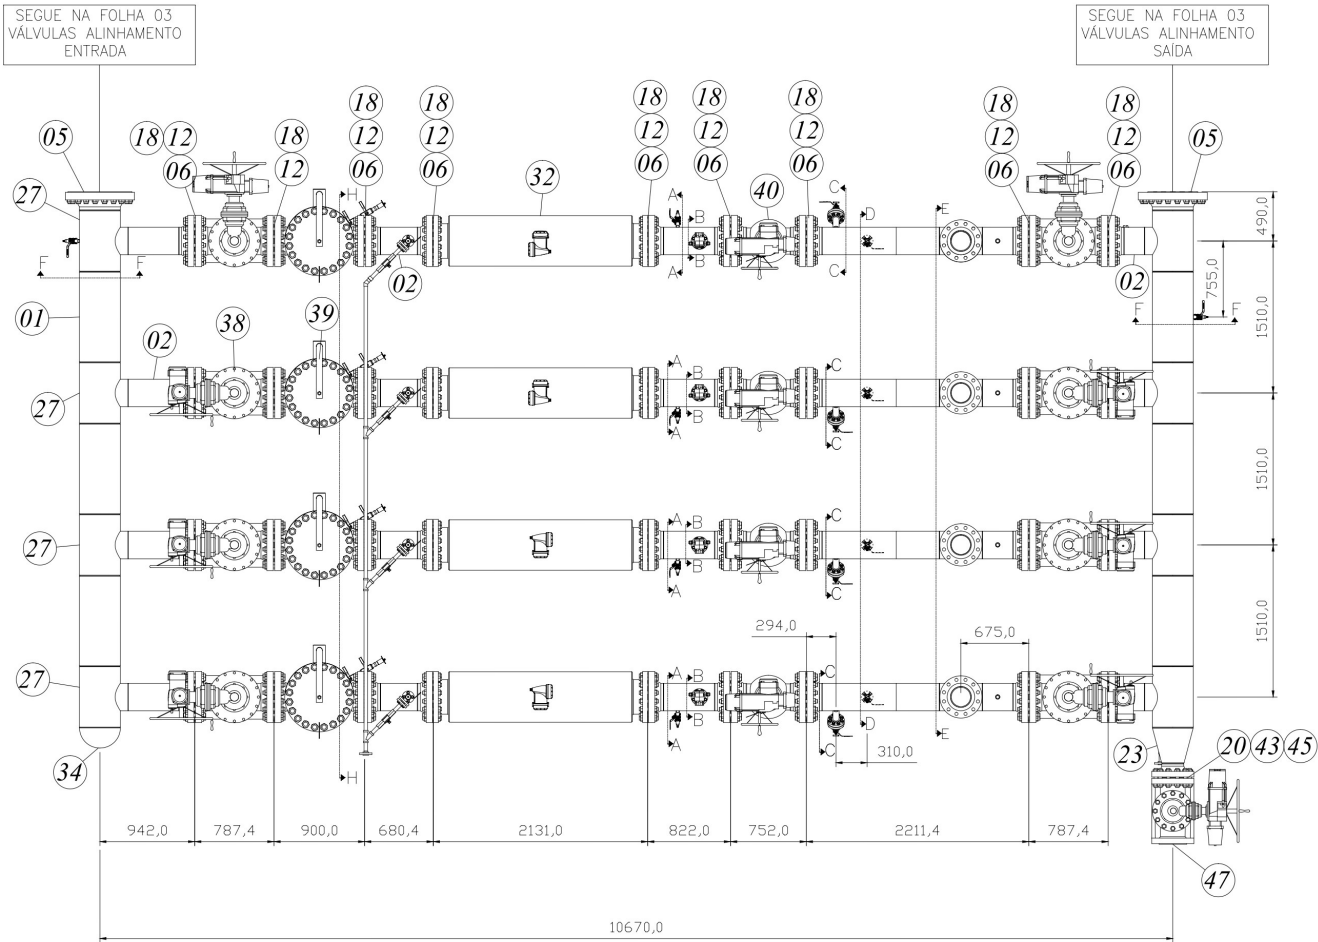 SEGUE NA FOLHA 03
VÁLVULAS ALINHAMENTO
ENTRADA
SEGUE NA FOLHA 03
VÁLVULAS ALINHAMENTO
SAÍDA
18 18 18 18 18 18 18
05 18 12 18 12 12 12 12 12 12 12 05
06 12 06 06 32 06 06 06 06 06
27 H A B 40 C D E 490,0
F F 02 A B C 02 755,0
01 39 F F 1510,0
02 38 A B C
27 A B C
1510,0
27 A B C
A B C
294,0 675,0 1510,0
27 A B C
A B C D E
34 H 310,0 23 20 43 45
942,0 787,4 900,0 680,4 2131,0 822,0 752,0 2211,4 787,4
47
10670,0